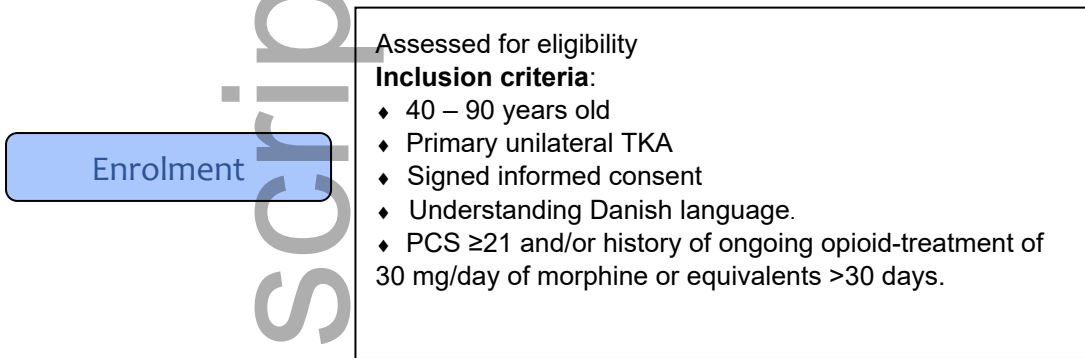 Assessed for eligibility
Inclusion criteria:
♦ 40 – 90 years old
♦ Primary unilateral TKA
♦ Signed informed consent
♦ Understanding Danish language.
♦ PCS ≥21 and/or history of ongoing opioid-treatment of
30 mg/day of morphine or equivalents >30 days.
Enrolment
scrip